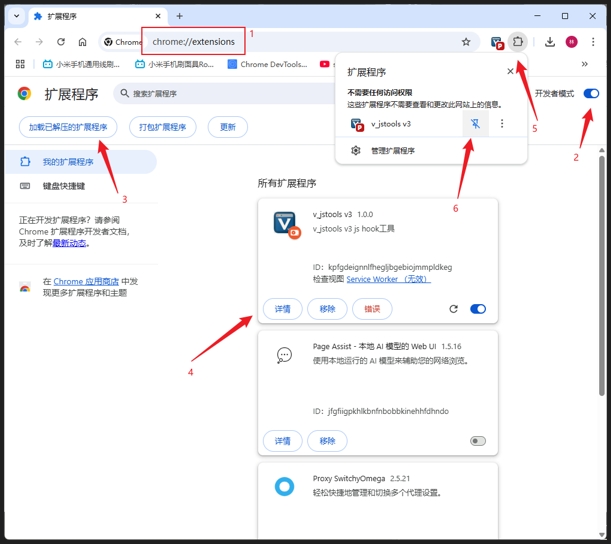 扩展程序
Chrome
chrome://extensions
1
小米手机通用线刷...
小米手机刷面具Ro...
Chrome DevTools...
扩展程序
搜索扩展程序
开发者模式
加载已解压的扩展程序
打包扩展程序
更新
扩展程序
不需要任何访问权限
这些扩展程序不需要查看和更改此网站上的信息。
v_jstools v3
管理扩展程序
5
2
3
6
4
我的扩展程序
键盘快捷键
正在开发扩展程序？请参阅
Chrome 扩展程序开发者文档，
及时了解最新动态。
在 Chrome 应用商店 中发
现更多扩展程序和主题
所有扩展程序
v_jstools v3 1.0.0
v_jstools v3 js hook工具
ID：kpfgdeignnlfhegljbgebiojmmpldkeg
检查视图 Service Worker （无效）
详情
移除
错误
Page Assist - 本地 AI 模型的 Web UI 1.5.16
使用本地运行的 AI 模型来辅助您的网络浏览。
ID：jfgfiigpkhlkbnfnbobbkinehhfdhndo
详情
移除
Proxy SwitchyOmega 2.5.21
轻松快捷地管理和切换多个代理设置。